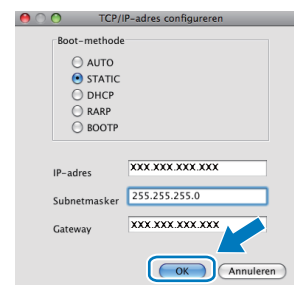 TCP/IP-adres configureren
Boot-methode
AUTO
STATIC
DHCP
RARP
BOOTP
IP-adres XXX.XXX.XXX.XXX
Subnetmasker 255.255.255.0
Gateway XXX.XXX.XXX.XXX
OK Annuleren